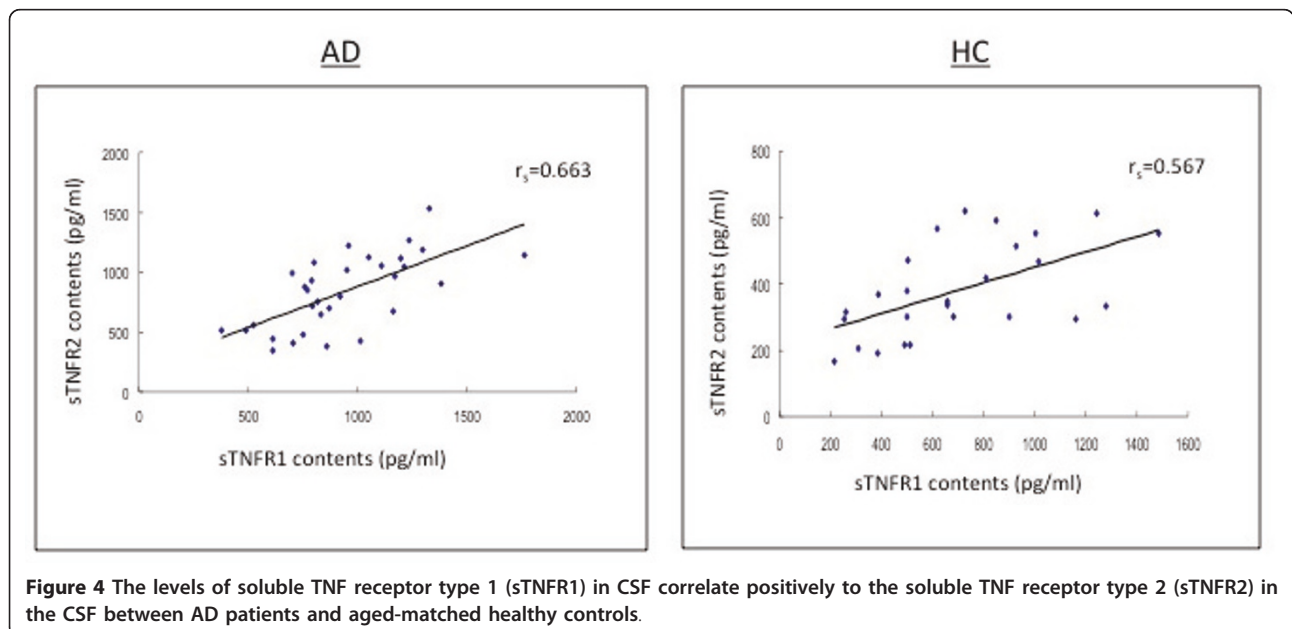 AD
HC
2000
1500
1000
500
0
0
500
1000
1500
2000
sTNFR2 contents (pg/ml)
sTNFR1 contents (pg/ml)
rs=0.663
800
600
400
200
0
0
200
400
600
800
1000
1200
1400
1600
sTNFR2 contents (pg/ml)
sTNFR1 contents (pg/ml)
rs=0.567
Figure 4 The levels of soluble TNF receptor type 1 (sTNFR1) in CSF correlate positively to the soluble TNF receptor type 2 (sTNFR2) in
the CSF between AD patients and aged-matched healthy controls.